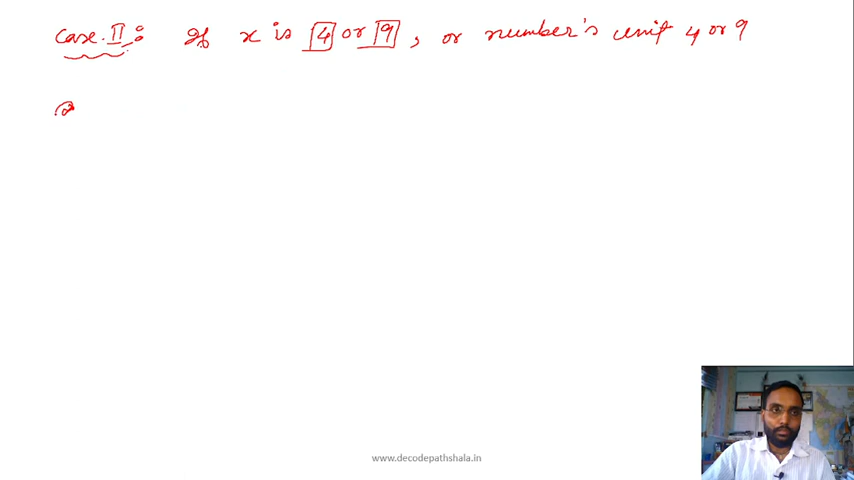 Case. II : If x is 4 or 9, or number's unit 4 or 9
www.decodepathshala.in